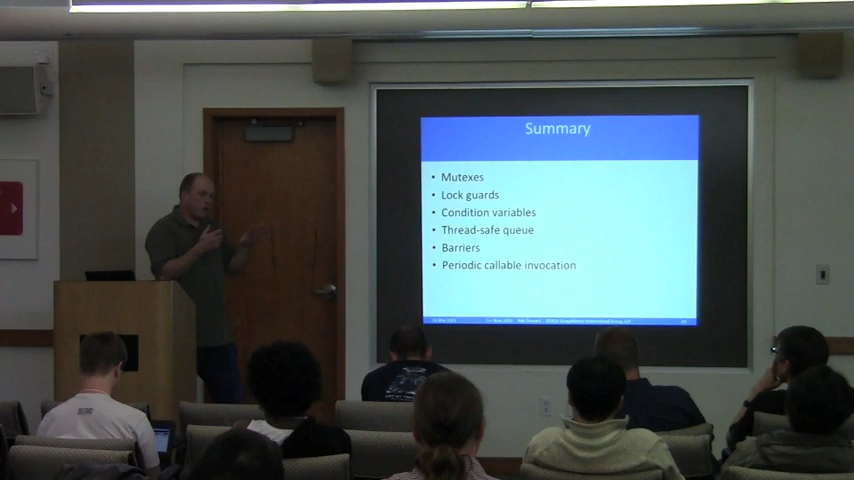 Summary
• Mutexes
• Lock guards
• Condition variables
• Thread-safe queue
• Barriers
• Periodic callable invocation